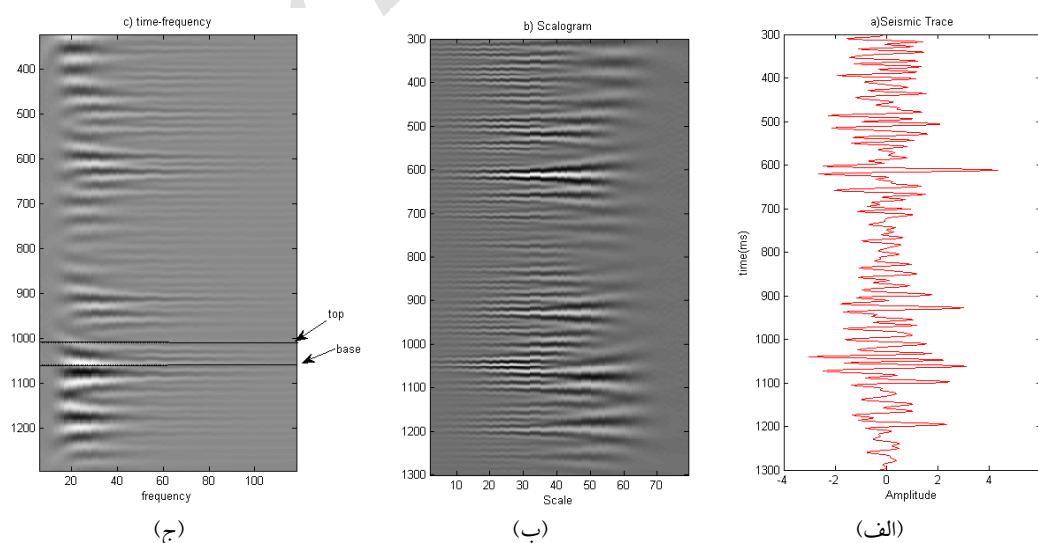 c) time-frequency
400
500
600
700
800
900
1000
1100
1200
20 40 60 80 100
frequency
top
base
(ج)
b) Scalogram
300
400
500
600
700
800
900
1000
1100
1200
1300
10 20 30 40 50 60 70
Scale
(ب)
a)Seismic Trace
time(ms)
300
400
500
600
700
800
900
1000
1100
1200
1300
-4 -2 0 2 4 6
Amplitude
(الف)